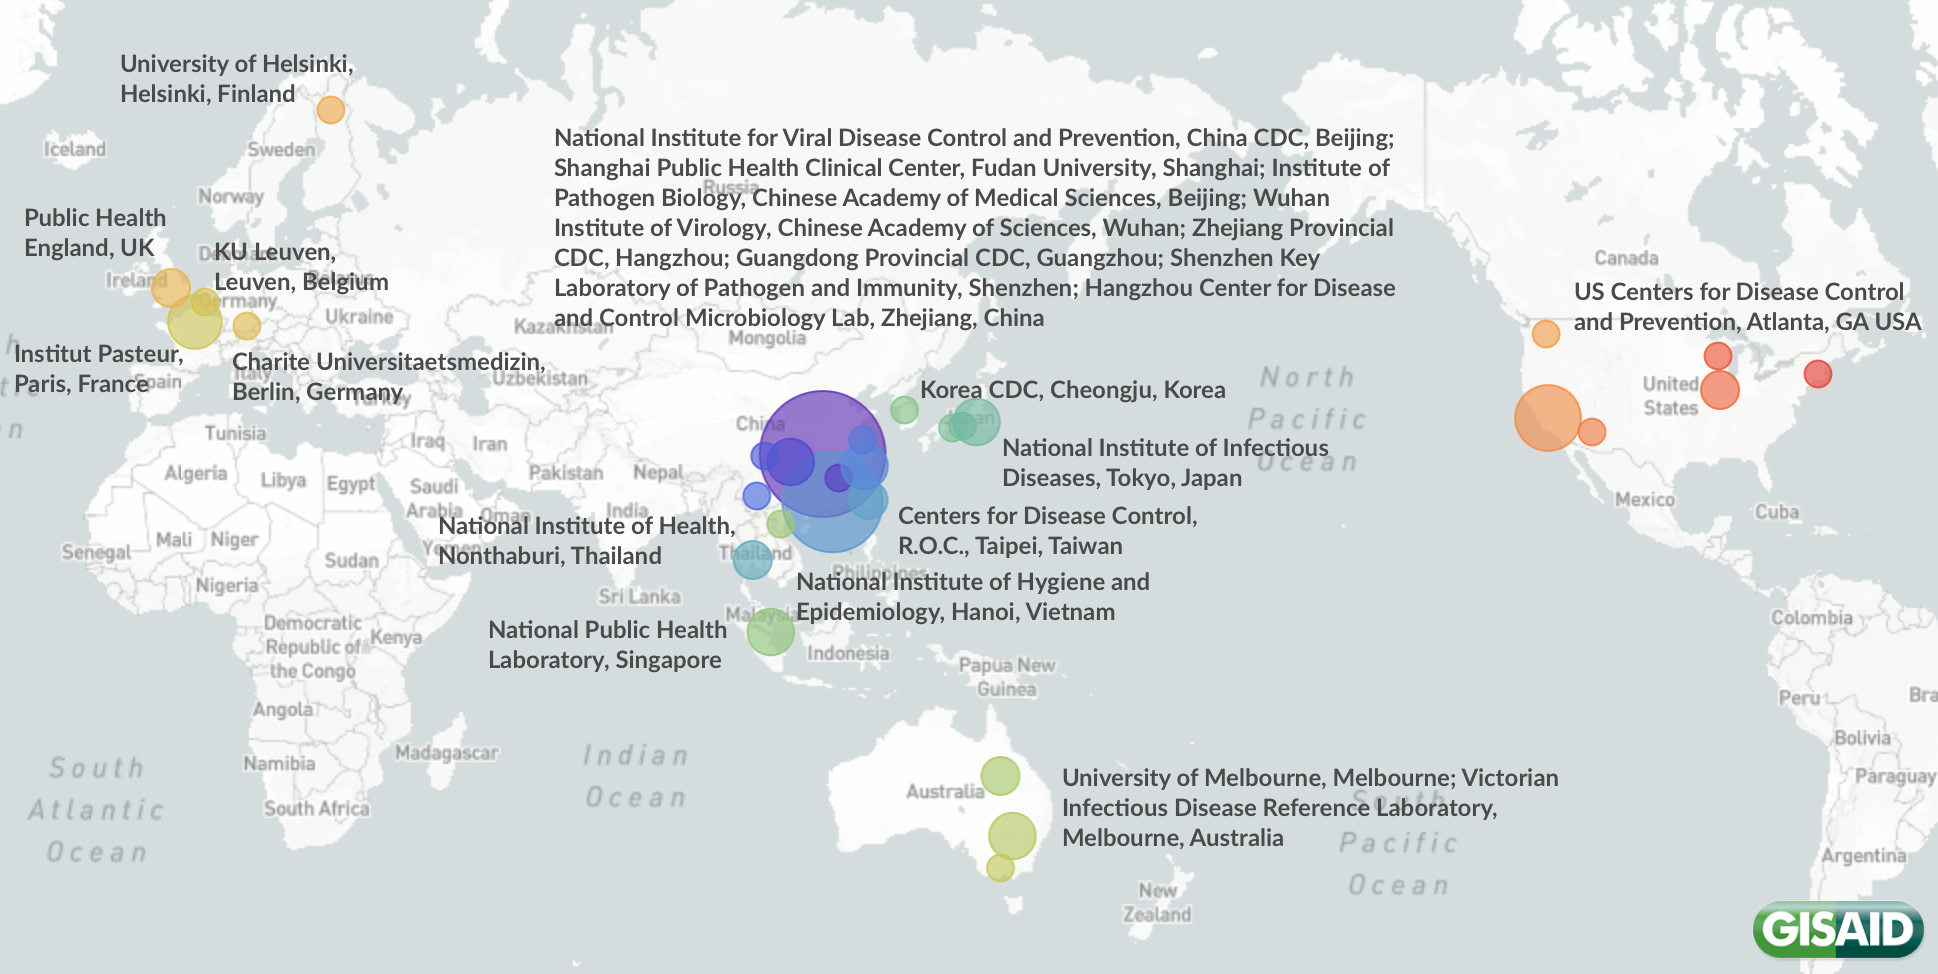 University of Helsinki,
Helsinki, Finland
Iceland
Sweden
Norway
Russia
National Institute for Viral Disease Control and Prevention, China CDC, Beijing;
Shanghai Public Health Clinical Center, Fudan University, Shanghai; Institute of
Pathogen Biology, Chinese Academy of Medical Sciences, Beijing; Wuhan
Institute of Virology, Chinese Academy of Sciences, Wuhan; Zhejiang Provincial
CDC, Hangzhou; Guangdong Provincial CDC, Guangzhou; Shenzhen Key
Laboratory of Pathogen and Immunity, Shenzhen; Hangzhou Center for Disease
and Control Microbiology Lab, Zhejiang, China
Public Health
England, UK
KU Leuven,
Leuven, Belgium
Ireland
Germany
Ukraine
Kazakhstan
Mongolia
Canada
US Centers for Disease Control
and Prevention, Atlanta, GA USA
Institut Pasteur,
Paris, France
Spain
Charite Universitaetsmedizin,
Berlin, Germany
Italy
Turkey
Uzbekistan
Korea CDC, Cheongju, Korea
Japan
North
Pacific
Ocean
United
States
China
National Institute of Infectious
Diseases, Tokyo, Japan
Tunisia
Iraq
Iran
Algeria
Libya
Egypt
Saudi
Arabia
Pakistan
Nepal
India
Oman
Yemen
Mexico
Cuba
National Institute of Health,
Nonthaburi, Thailand
Thailand
Centers for Disease Control,
R.O.C., Taipei, Taiwan
Philippines
National Institute of Hygiene and
Epidemiology, Hanoi, Vietnam
Senegal
Mali
Niger
Sudan
Nigeria
Sri Lanka
Malaysia
National Public Health
Laboratory, Singapore
Democratic
Republic of
the Congo
Kenya
Indonesia
Papua New
Guinea
Colombia
Peru
Bra
Angola
Madagascar
Namibia
South Africa
South
Atlantic
Ocean
Indian
Ocean
Australia
University of Melbourne, Melbourne; Victorian
Infectious Disease Reference Laboratory,
Melbourne, Australia
South
Pacific
Ocean
Bolivia
Paraguay
Argentina
New
Zealand
GISAID